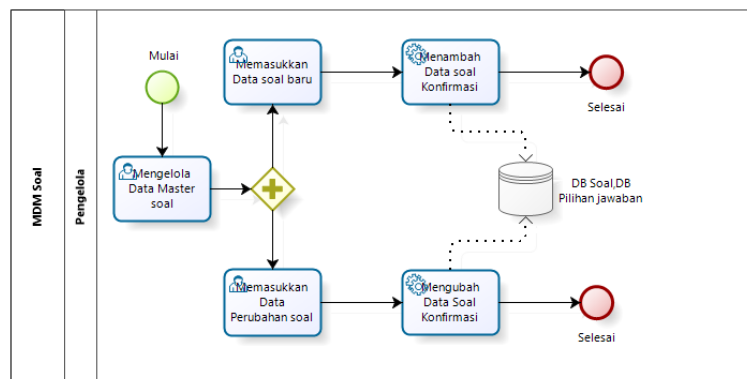 MDM Soal
Pengelola
Mulai
Mengelola
Data Master
soal
Memasukkan
Data soal baru
Menambah
Data soal
Konfirmasi
Selesai
DB Soal,DB
Pilihan jawaban
Memasukkan
Data
Perubahan soal
Mengubah
Data Soal
Konfirmasi
Selesai